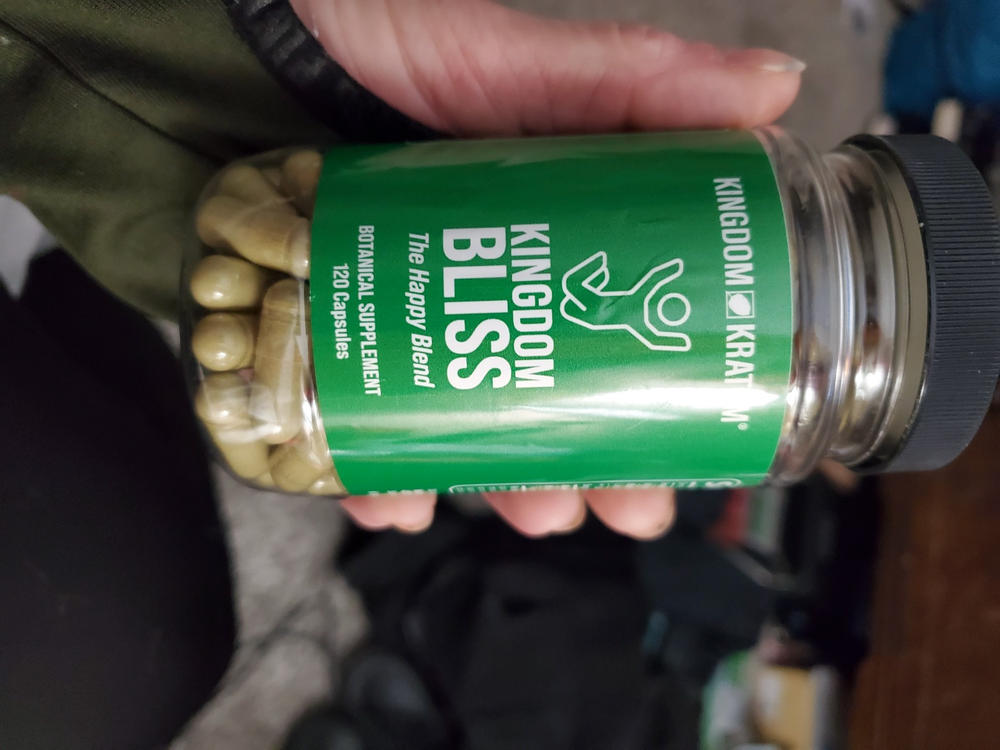 KINGDOM KRATOM®
KINGDOM
BLISS
The Happy Blend
BOTANICAL SUPPLEMENT
120 Capsules